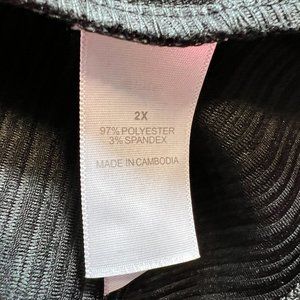 2X
97% POLYESTER
3% SPANDEX
MADE IN CAMBODIA